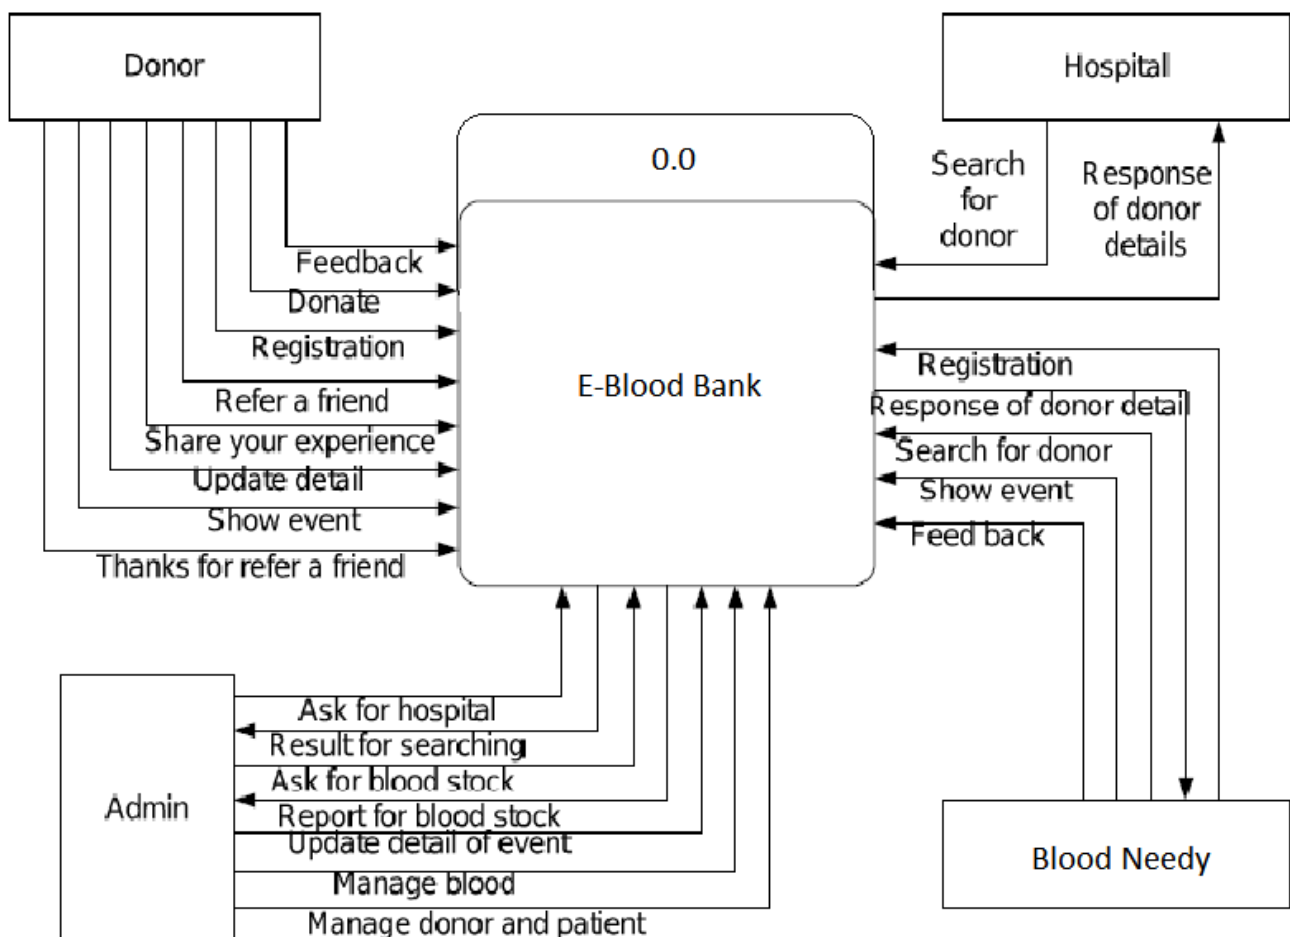 Donor
Hospital
0.0
Search
for
donor
Response
of donor
details
Feedback
Donate
Registration
Refer a friend
Share your experience
Update detail
Show event
Thanks for refer a friend
E-Blood Bank
Registration
Response of donor detail
Search for donor
Show event
Feed back
Admin
Ask for hospital
Result for searching
Ask for blood stock
Report for blood stock
Update detail of event
Manage blood
Manage donor and patient
Blood Needy